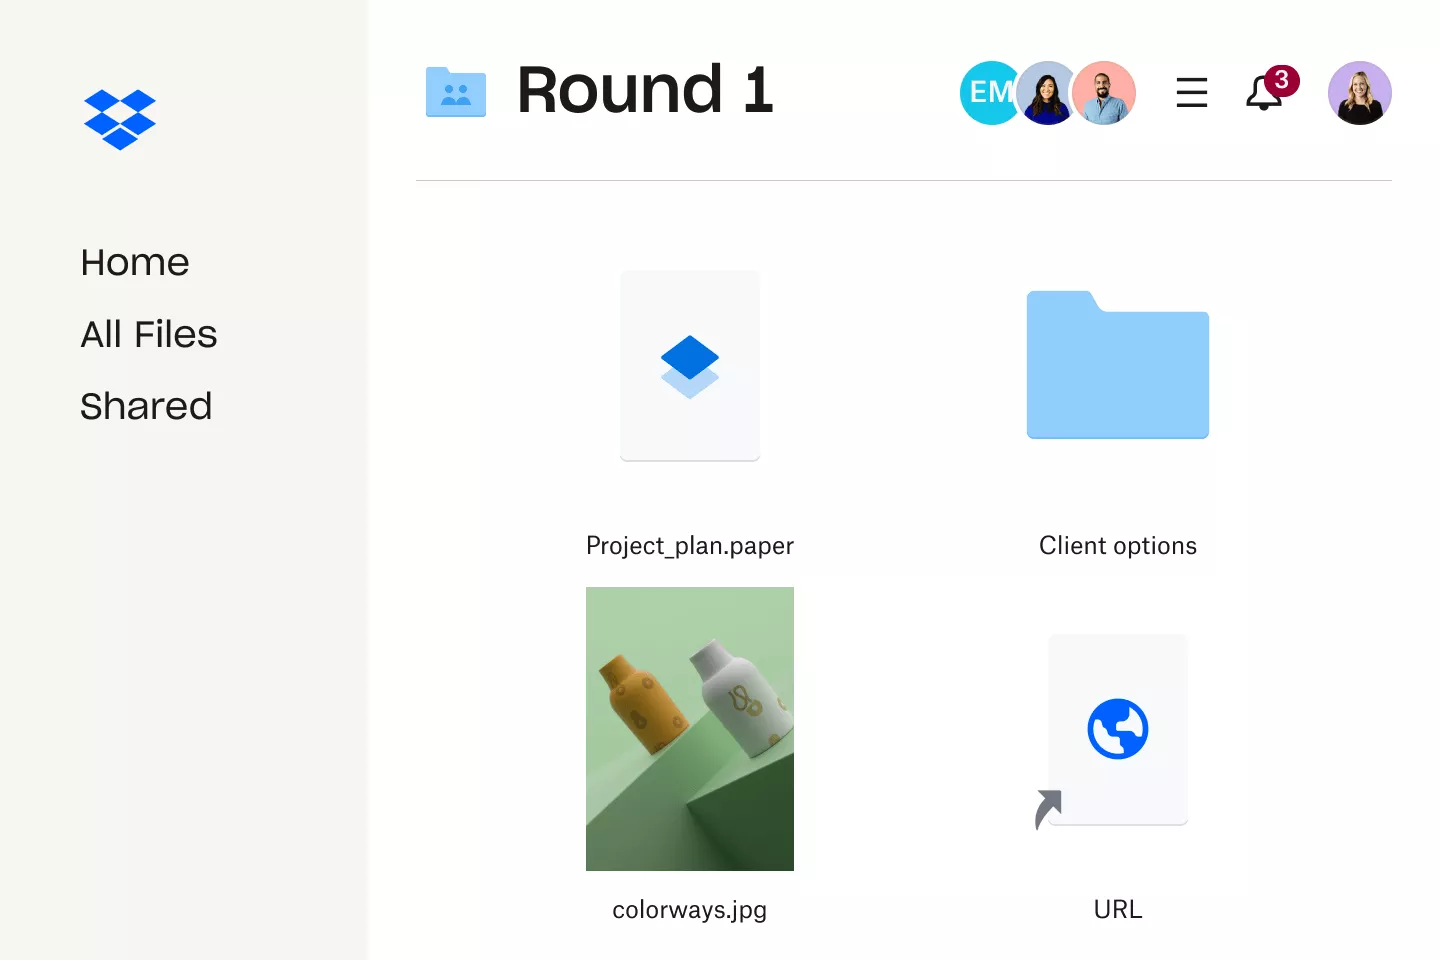 Round 1
EM
3
Home
All Files
Shared
Project_plan.paper
Client options
colorways.jpg
URL